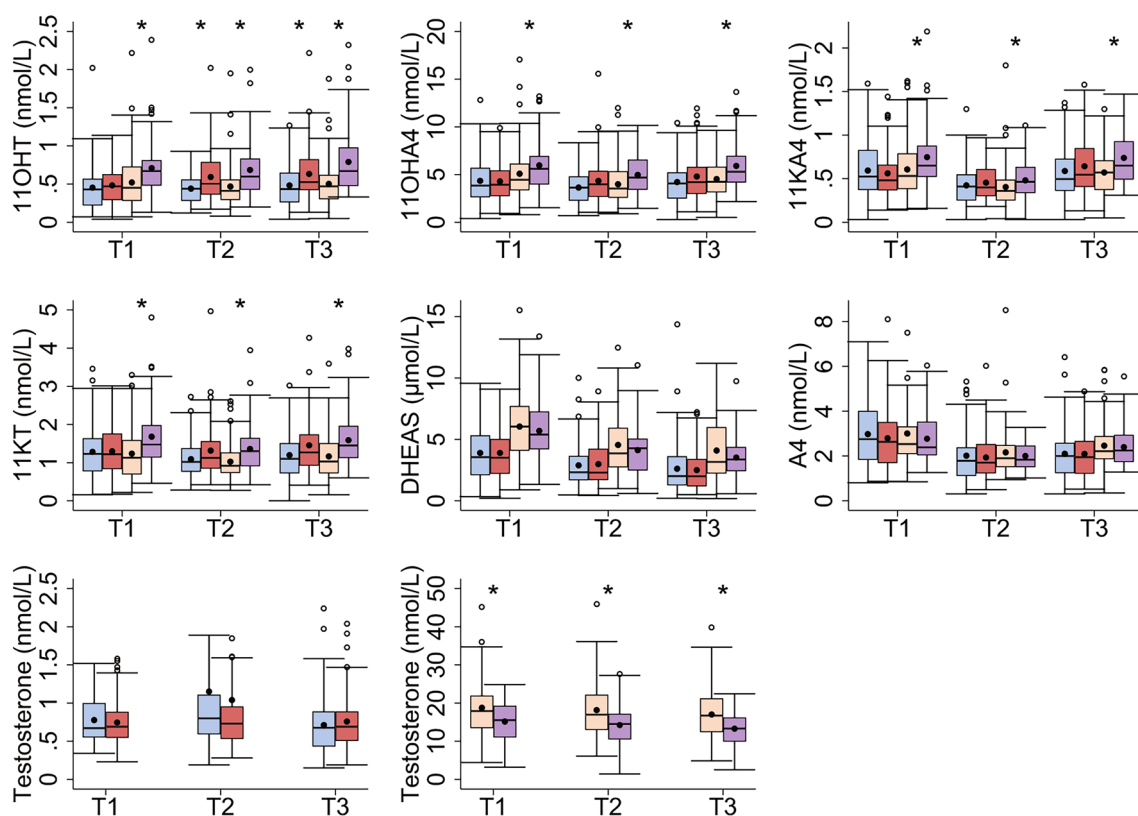 11OHT (nmol/L)
2.5
2
1.5
1
.5
0
* * * * *
T1 T2 T3
11OHA4 (nmol/L)
20
15
10
5
0
* * *
T1 T2 T3
11KA4 (nmol/L)
2
1.5
1
0.5
0
* * *
T1 T2 T3
11KT (nmol/L)
5
4
3
2
1
0
* * *
T1 T2 T3
DHEAS (µmol/L)
15
10
5
0
T1 T2 T3
A4 (nmol/L)
8
6
4
2
0
T1 T2 T3
Testosterone (nmol/L)
2.5
2
1.5
1
.5
0
T1 T2 T3
Testosterone (nmol/L)
50
40
30
20
10
0
* * *
T1 T2 T3